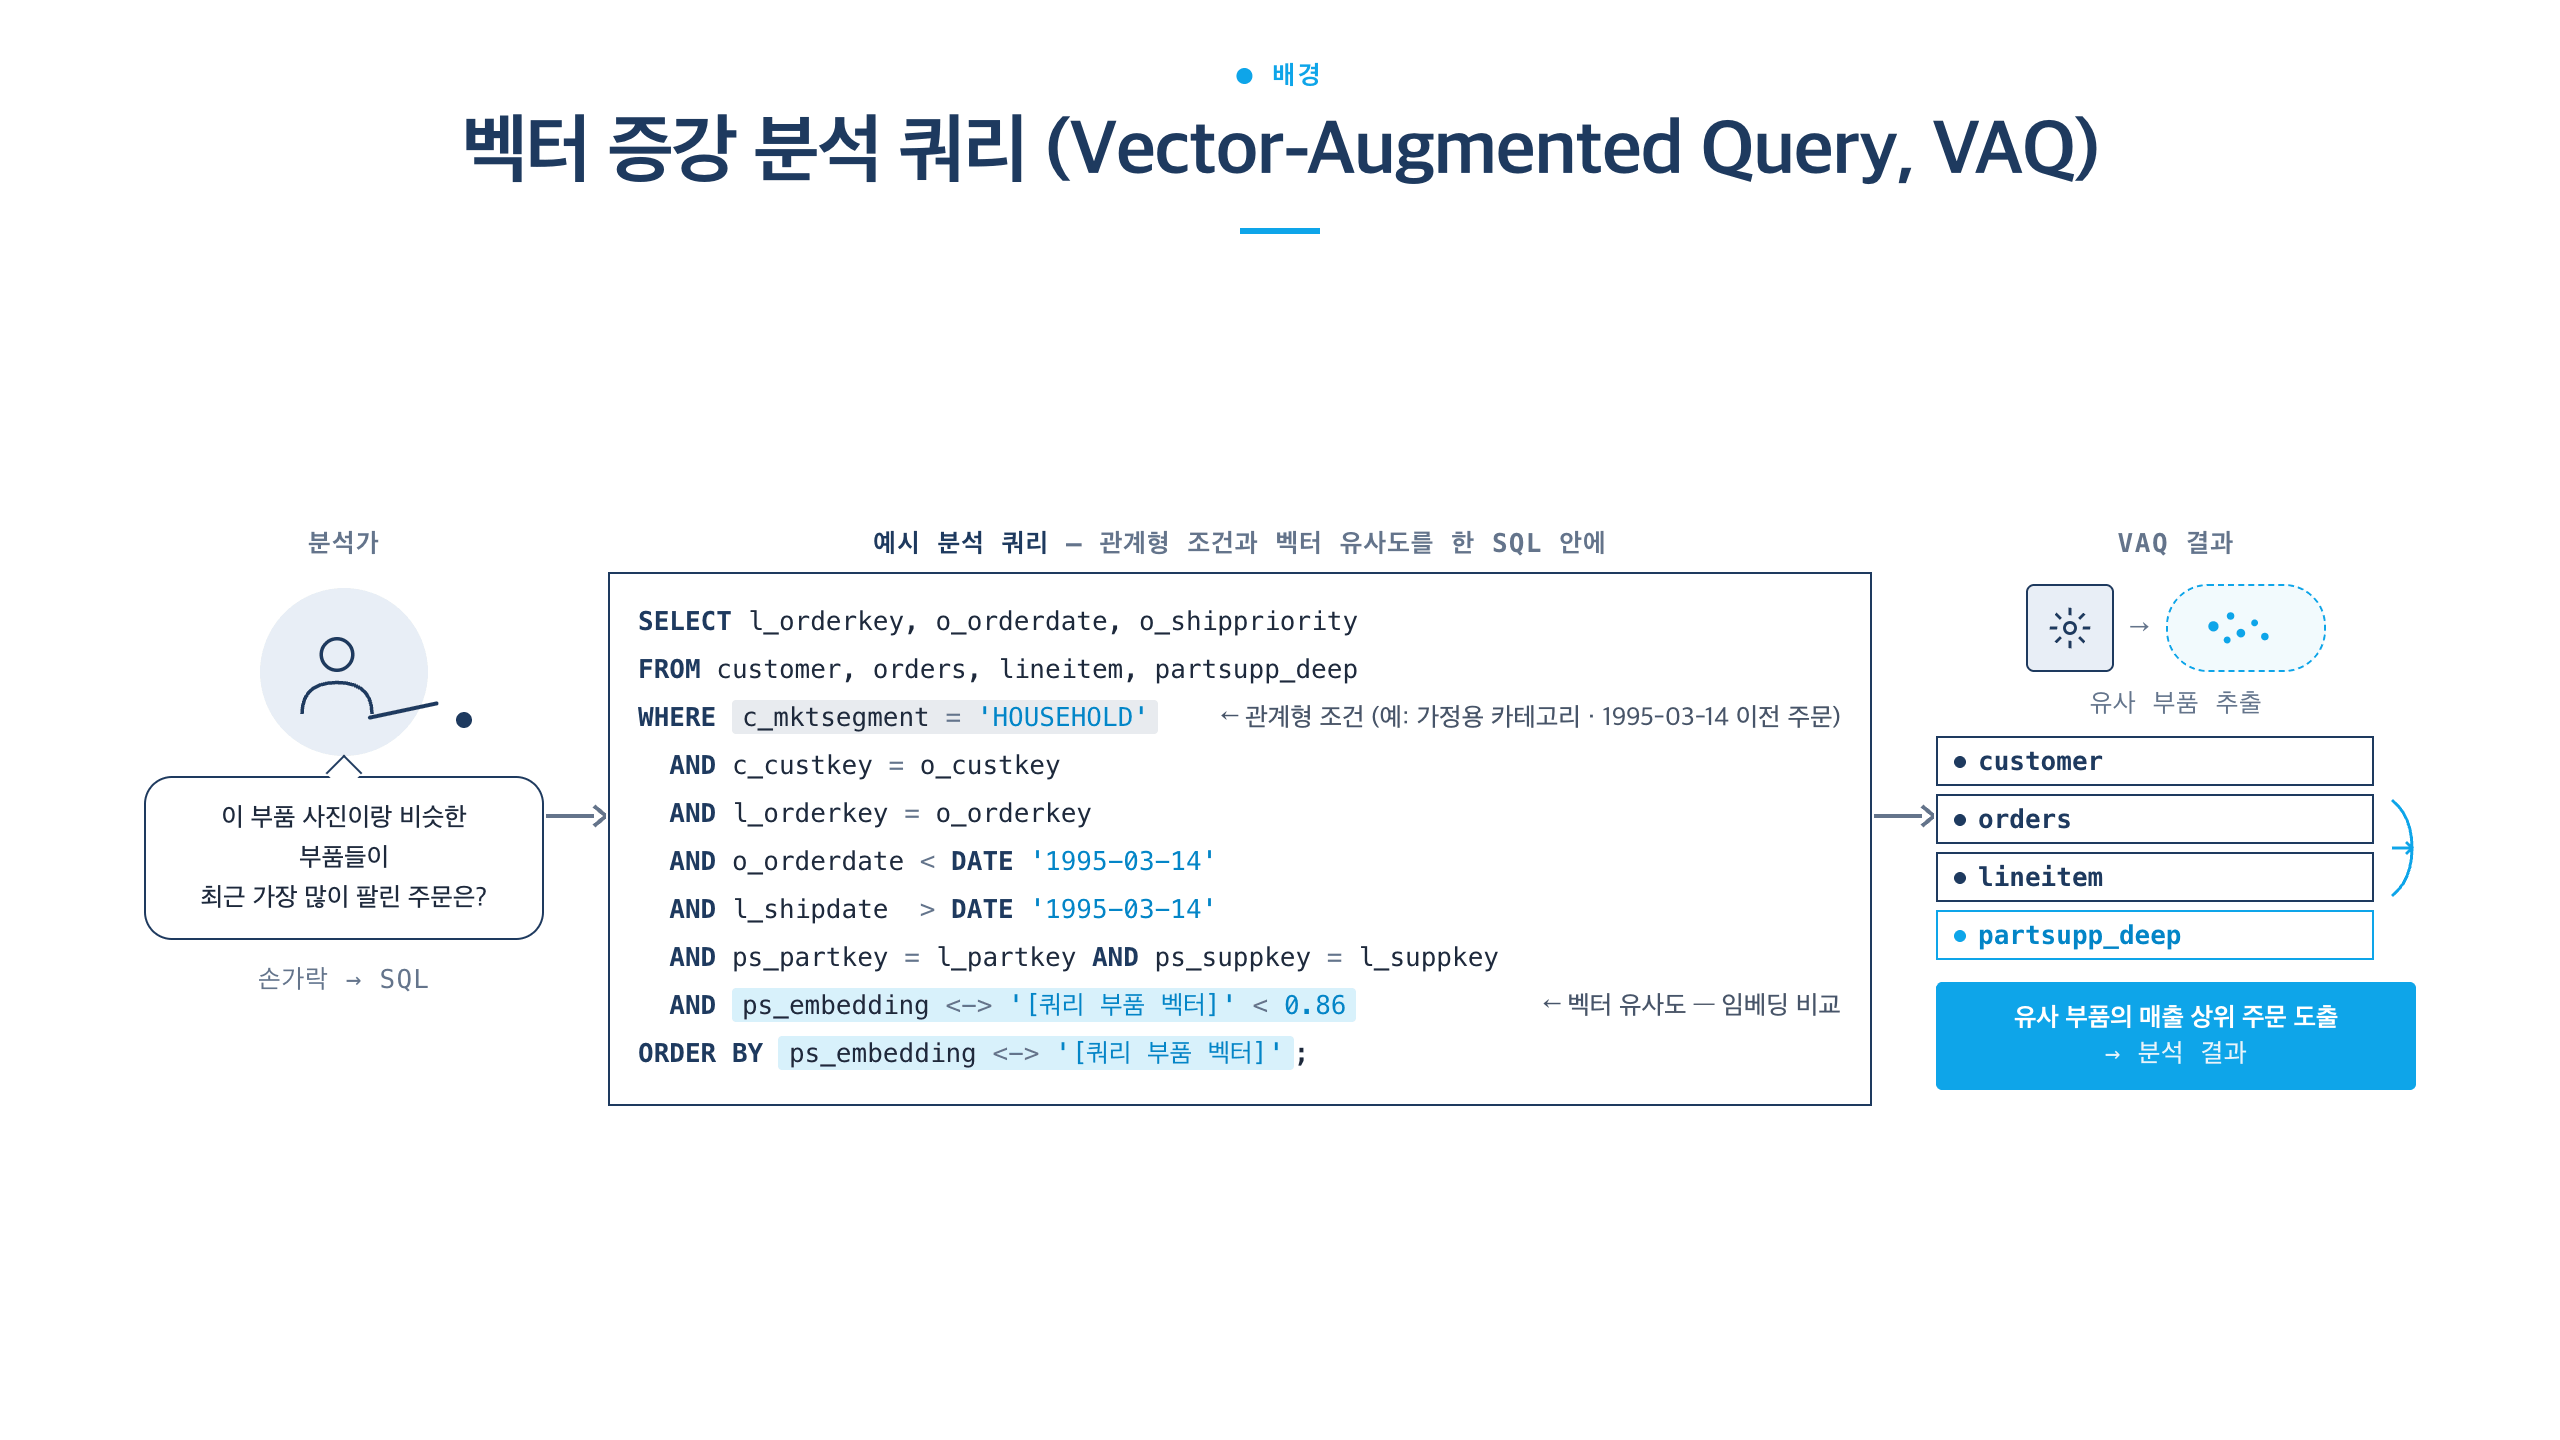 배경
벡터 증강 분석 쿼리 (Vector-Augmented Query, VAQ)
분석가
이 부품 사진이랑 비슷한
부품들이
최근 가장 많이 팔린 주문은?
손가락 → SQL
예시 분석 쿼리 — 관계형 조건과 벡터 유사도를 한 SQL 안에
SELECT l_orderkey, o_orderdate, o_shippriority
FROM customer, orders, lineitem, partsupp_deep
WHERE c_mktsegment = 'HOUSEHOLD' ← 관계형 조건 (예: 가정용 카테고리 · 1995-03-14 이전 주문)
AND c_custkey = o_custkey
AND l_orderkey = o_orderkey
AND o_orderdate < DATE '1995-03-14'
AND l_shipdate > DATE '1995-03-14'
AND ps_partkey = l_partkey AND ps_suppkey = l_suppkey
AND ps_embedding <-> '[쿼리 부품 벡터]' < 0.86 ← 벡터 유사도 — 임베딩 비교
ORDER BY ps_embedding <-> '[쿼리 부품 벡터]';
VAQ 결과
→
유사 부품 추출
customer
orders
lineitem
partsupp_deep
유사 부품의 매출 상위 주문 도출
→ 분석 결과